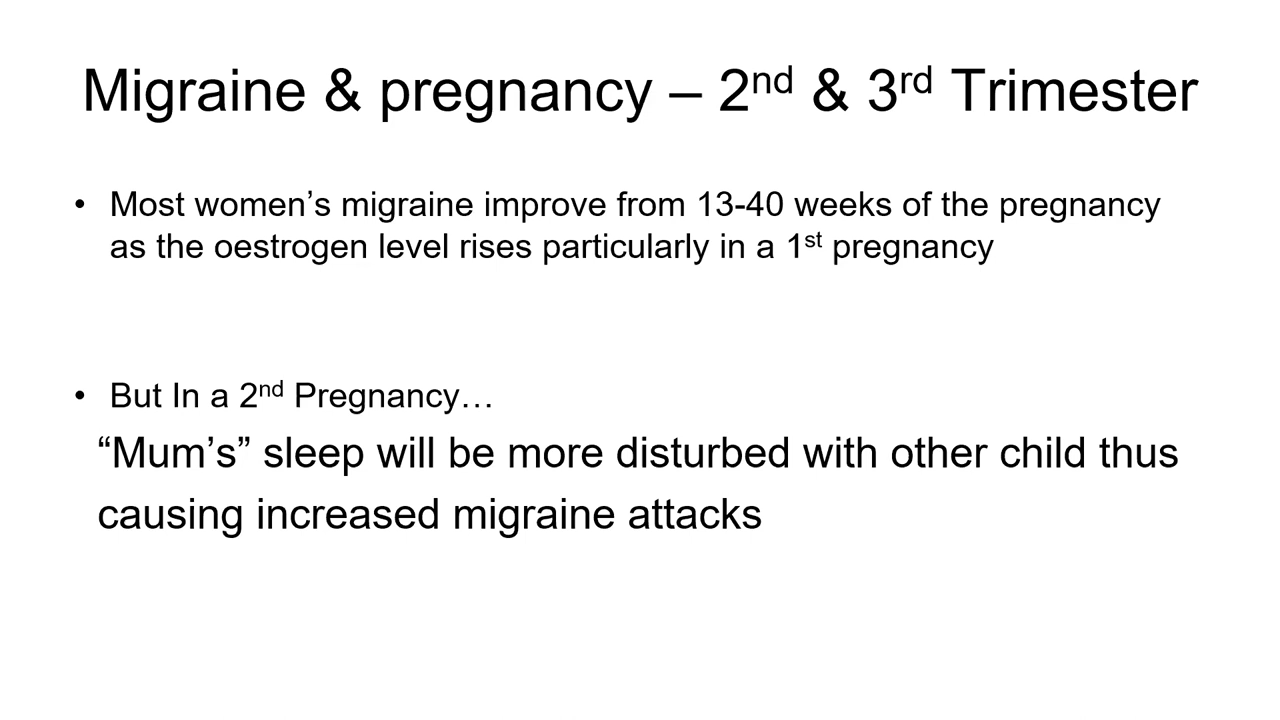 Migraine & pregnancy – 2nd & 3rd Trimester
• Most women’s migraine improve from 13-40 weeks of the pregnancy
as the oestrogen level rises particularly in a 1st pregnancy
• But In a 2nd Pregnancy…
“Mum’s” sleep will be more disturbed with other child thus
causing increased migraine attacks